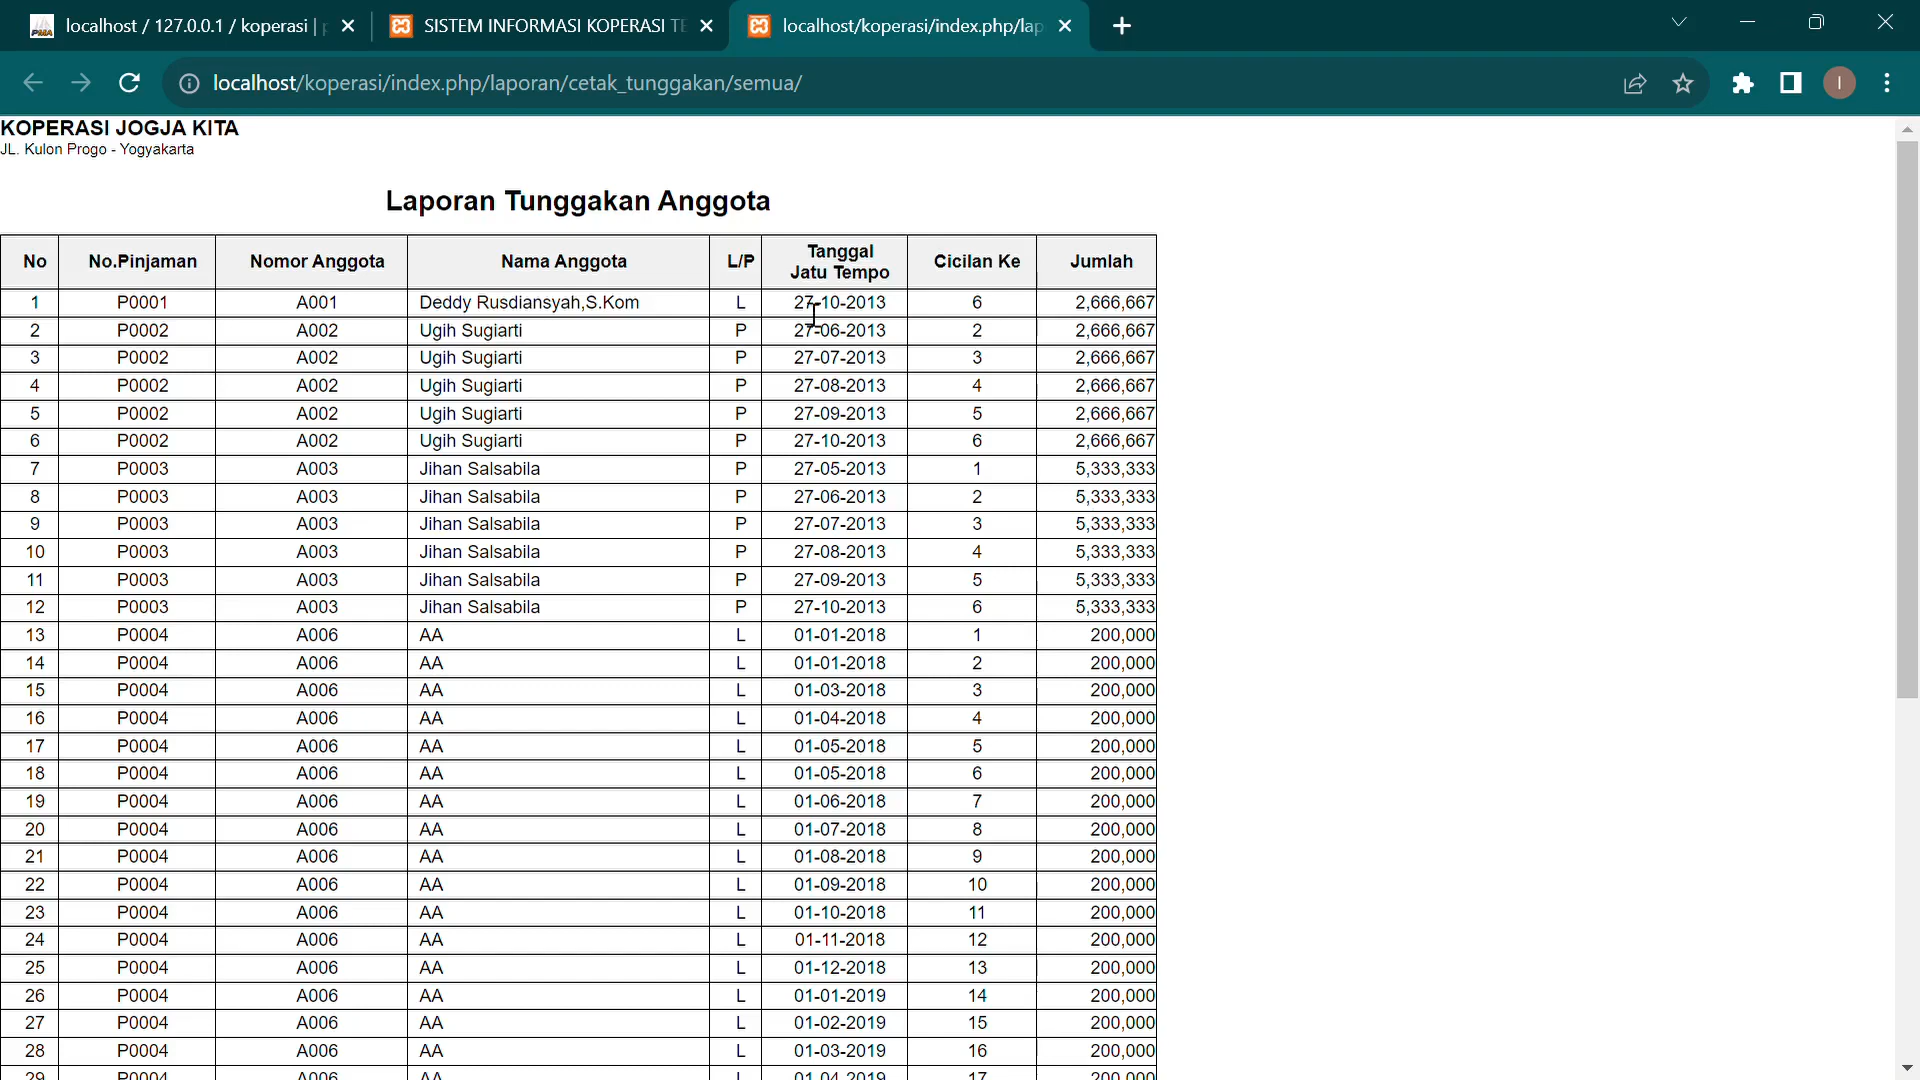 localhost / 127.0.0.1 / koperasi |
SISTEM INFORMASI KOPERASI TE
localhost/koperasi/index.php/lap
localhost/koperasi/index.php/laporan/cetak_tunggakan/semua/
I
KOPERASI JOGJA KITA
JL. Kulon Progo - Yogyakarta
Laporan Tunggakan Anggota
No No.Pinjaman Nomor Anggota Nama Anggota L/P Tanggal Jatu Tempo Cicilan Ke Jumlah
1 P0001 A001 Deddy Rusdiansyah,S.Kom L 27-10-2013 6 2,666,667
2 P0002 A002 Ugih Sugiarti P 27-06-2013 2 2,666,667
3 P0002 A002 Ugih Sugiarti P 27-07-2013 3 2,666,667
4 P0002 A002 Ugih Sugiarti P 27-08-2013 4 2,666,667
5 P0002 A002 Ugih Sugiarti P 27-09-2013 5 2,666,667
6 P0002 A002 Ugih Sugiarti P 27-10-2013 6 2,666,667
7 P0003 A003 Jihan Salsabila P 27-05-2013 1 5,333,333
8 P0003 A003 Jihan Salsabila P 27-06-2013 2 5,333,333
9 P0003 A003 Jihan Salsabila P 27-07-2013 3 5,333,333
10 P0003 A003 Jihan Salsabila P 27-08-2013 4 5,333,333
11 P0003 A003 Jihan Salsabila P 27-09-2013 5 5,333,333
12 P0003 A003 Jihan Salsabila P 27-10-2013 6 5,333,333
13 P0004 A006 AA L 01-01-2018 1 200,000
14 P0004 A006 AA L 01-01-2018 2 200,000
15 P0004 A006 AA L 01-03-2018 3 200,000
16 P0004 A006 AA L 01-04-2018 4 200,000
17 P0004 A006 AA L 01-05-2018 5 200,000
18 P0004 A006 AA L 01-05-2018 6 200,000
19 P0004 A006 AA L 01-06-2018 7 200,000
20 P0004 A006 AA L 01-07-2018 8 200,000
21 P0004 A006 AA L 01-08-2018 9 200,000
22 P0004 A006 AA L 01-09-2018 10 200,000
23 P0004 A006 AA L 01-10-2018 11 200,000
24 P0004 A006 AA L 01-11-2018 12 200,000
25 P0004 A006 AA L 01-12-2018 13 200,000
26 P0004 A006 AA L 01-01-2019 14 200,000
27 P0004 A006 AA L 01-02-2019 15 200,000
28 P0004 A006 AA L 01-03-2019 16 200,000
29 P0004 A006 AA L 01-04-2019 17 200,000